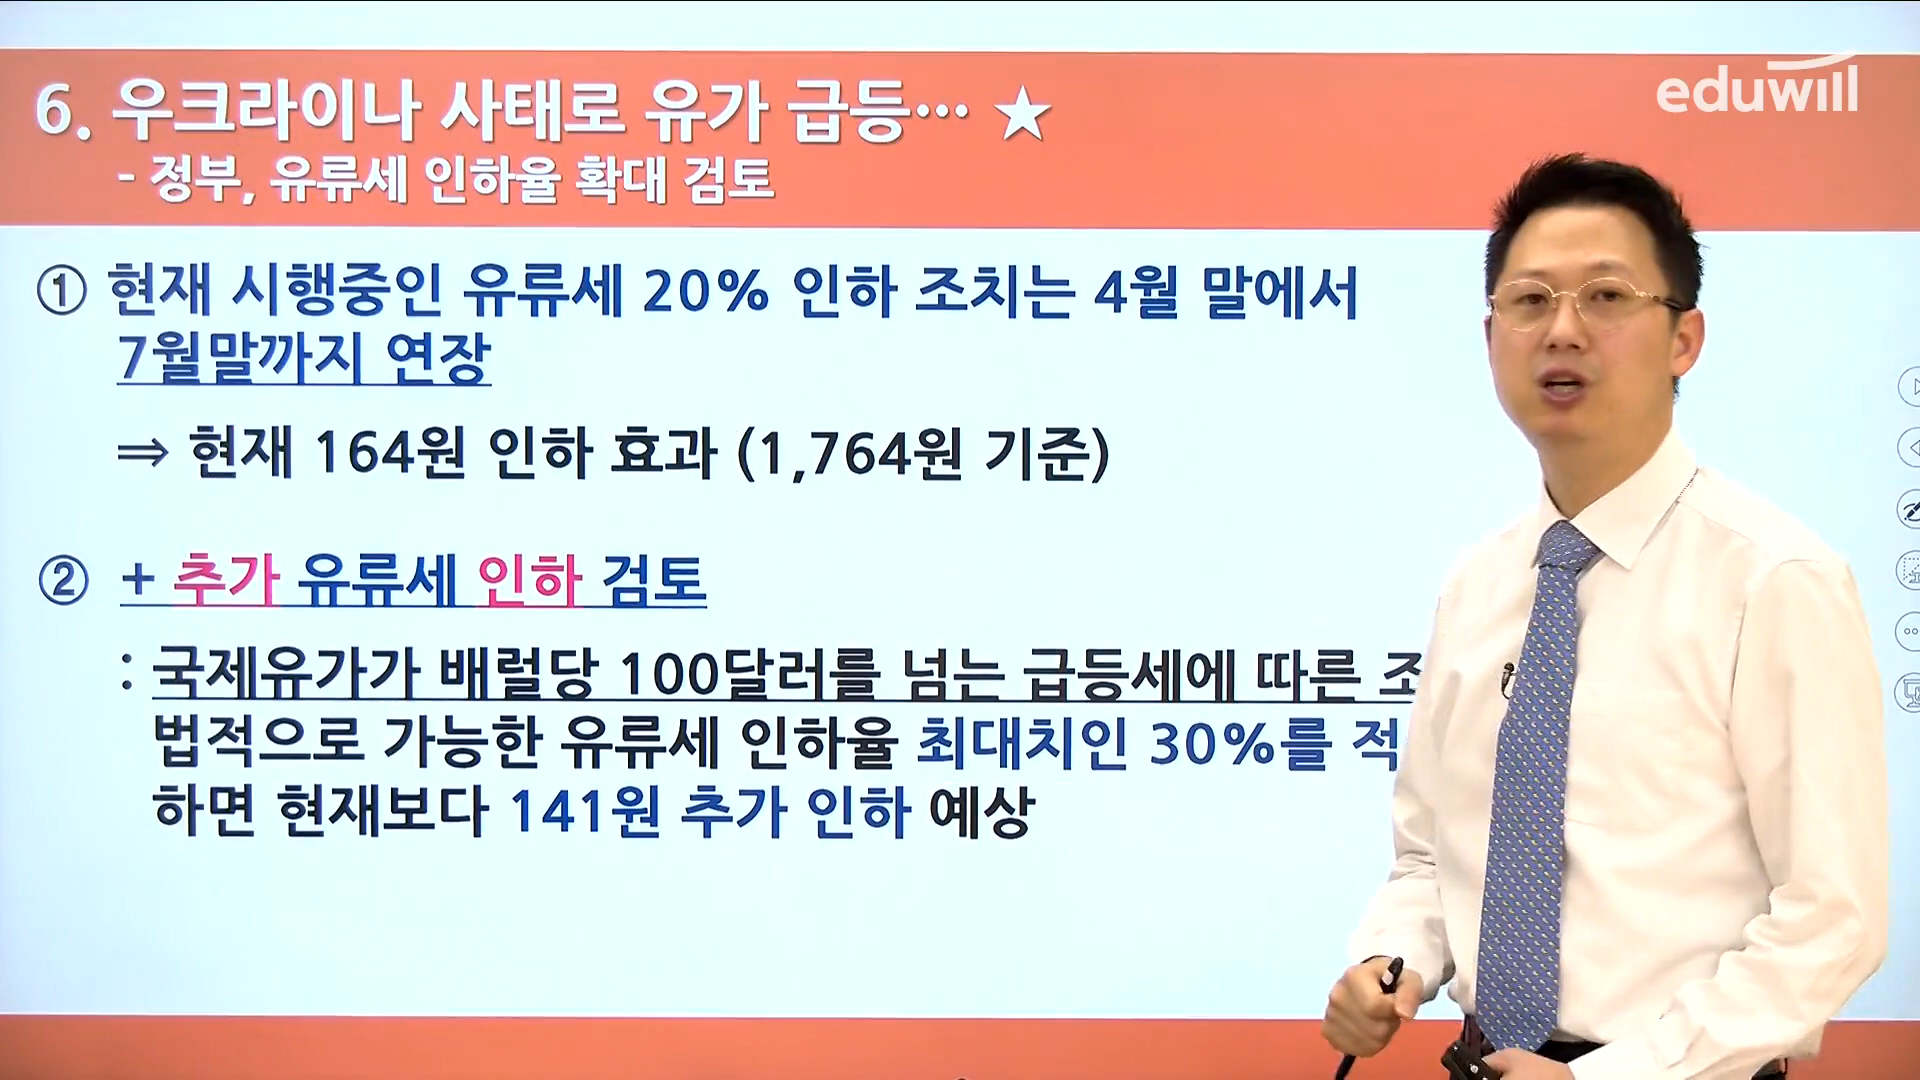 eduwill
6. 우크라이나 사태로 유가 급등… ★
- 정부, 유류세 인하율 확대 검토
① 현재 시행중인 유류세 20% 인하 조치는 4월 말에서
7월말까지 연장
⇒ 현재 164원 인하 효과 (1,764원 기준)
② + 추가 유류세 인하 검토
: 국제유가가 배럴당 100달러를 넘는 급등세에 따른
법적으로 가능한 유류세 인하율 최대치인 30%를
하면 현재보다 141원 추가 인하 예상